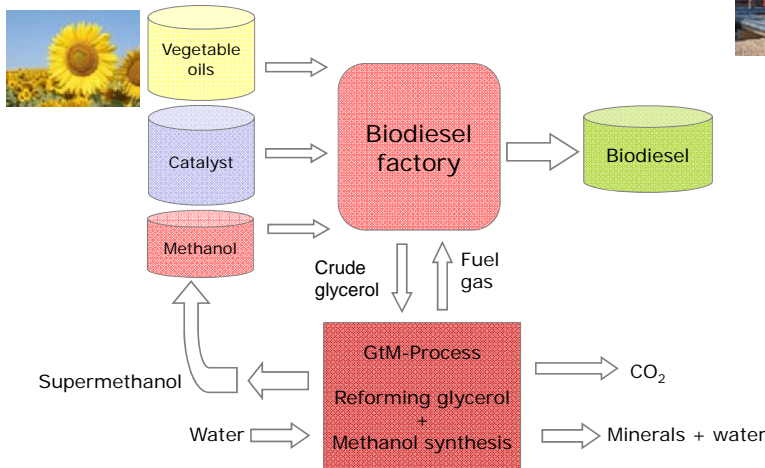 Vegetable
oils
Catalyst
Methanol
Biodiesel
factory
Biodiesel
Crude
glycerol
Fuel
gas
GtM-Process
Reforming glycerol
+
Methanol synthesis
Supermethanol
Water
CO₂
Minerals + water